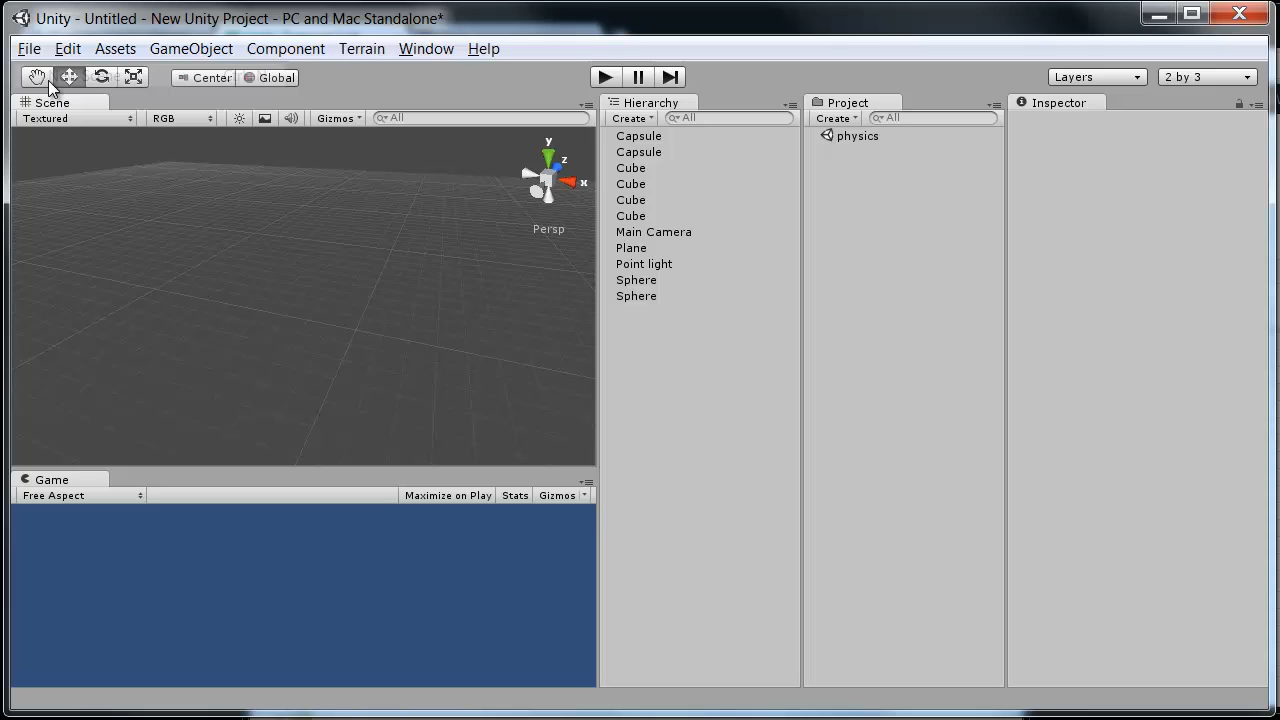 Unity - Untitled - New Unity Project - PC and Mac Standalone*
File Edit Assets GameObject Component Terrain Window Help
Center Global Layers 2 by 3
Scene Hierarchy Project Inspector
Textured RGB Gizmos All Create All Create All
Capsule physics
Capsule
Cube
Cube
Cube
Cube
Main Camera
Plane
Point light
Sphere
Sphere
y
z
x
Persp
Game
Free Aspect Maximize on Play Stats Gizmos